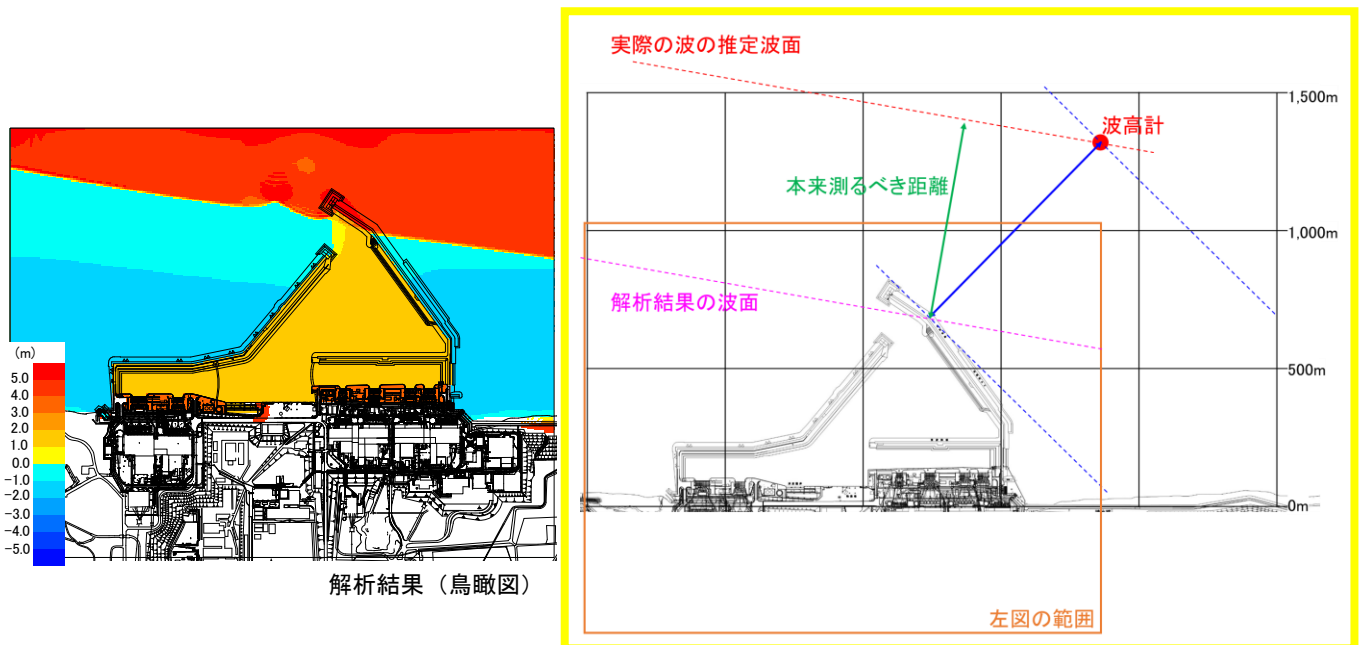 (m)
5.0
4.0
3.0
2.0
1.0
0.0
-1.0
-2.0
-3.0
-4.0
-5.0
解析結果（鳥瞰図）
実際の波の推定波面
1,500m
波高計
本来測るべき距離
1,000m
解析結果の波面
500m
0m
左図の範囲